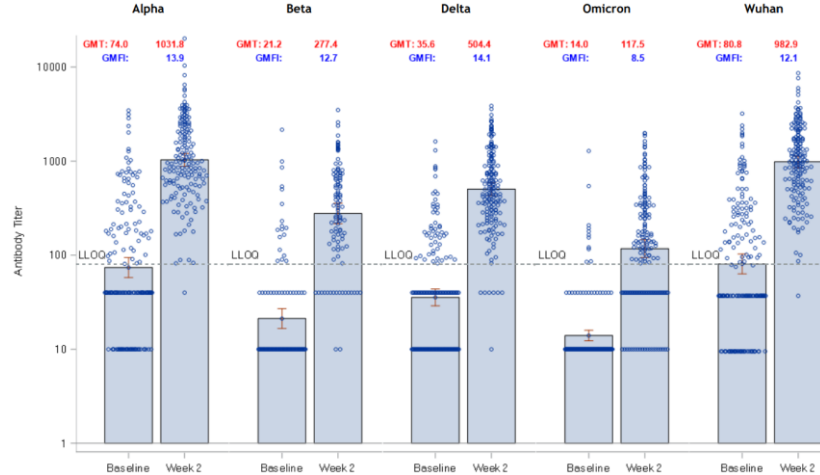 Alpha Beta Delta Omicron Wuhan
GMT: 74.0 1031.8 GMT: 21.2 277.4 GMT: 35.6 504.4 GMT: 14.0 117.5 GMT: 80.8 982.9
GMFI: 13.9 GMFI: 12.7 GMFI: 14.1 GMFI: 8.5 GMFI: 12.1
10000
1000
100
LLOQ LLOQ LLOQ LLOQ LLOQ
10
1
Antibody Titer
Baseline Week 2 Baseline Week 2 Baseline Week 2 Baseline Week 2 Baseline Week 2